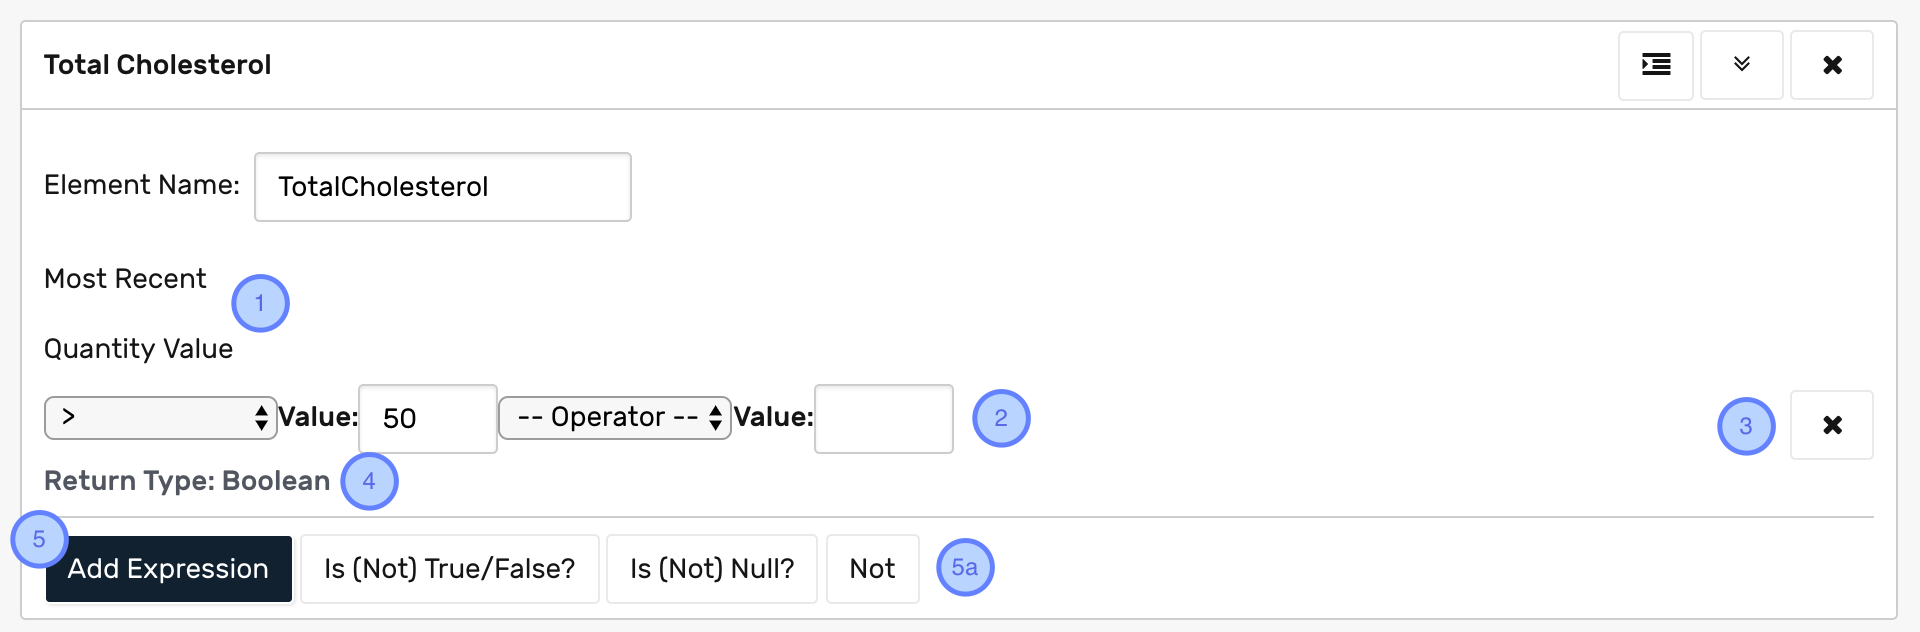 Total Cholesterol
Element Name: TotalCholesterol
Most Recent
1
Quantity Value
> Value: 50 -- Operator -- Value: 2 3
Return Type: Boolean 4
5
Add Expression Is (Not) True/False? Is (Not) Null? Not 5a